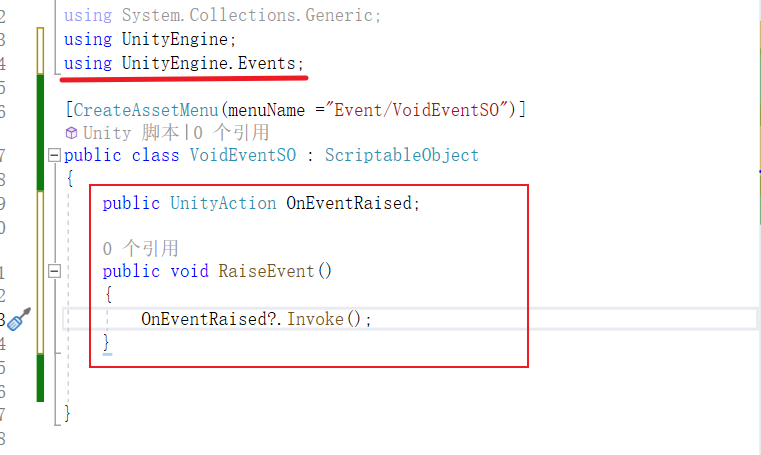 2
using System.Collections.Generic;
3
using UnityEngine;
4
using UnityEngine.Events;
5
6
[CreateAssetMenu(menuName ="Event/VoidEventSO")]
Unity 脚本|0 个引用
7
public class VoidEventSO : ScriptableObject
8
{
9
public UnityAction OnEventRaised;
0
0 个引用
1
public void RaiseEvent()
2
{
3
OnEventRaised?.Invoke();
4
}
5
6
7
}
8